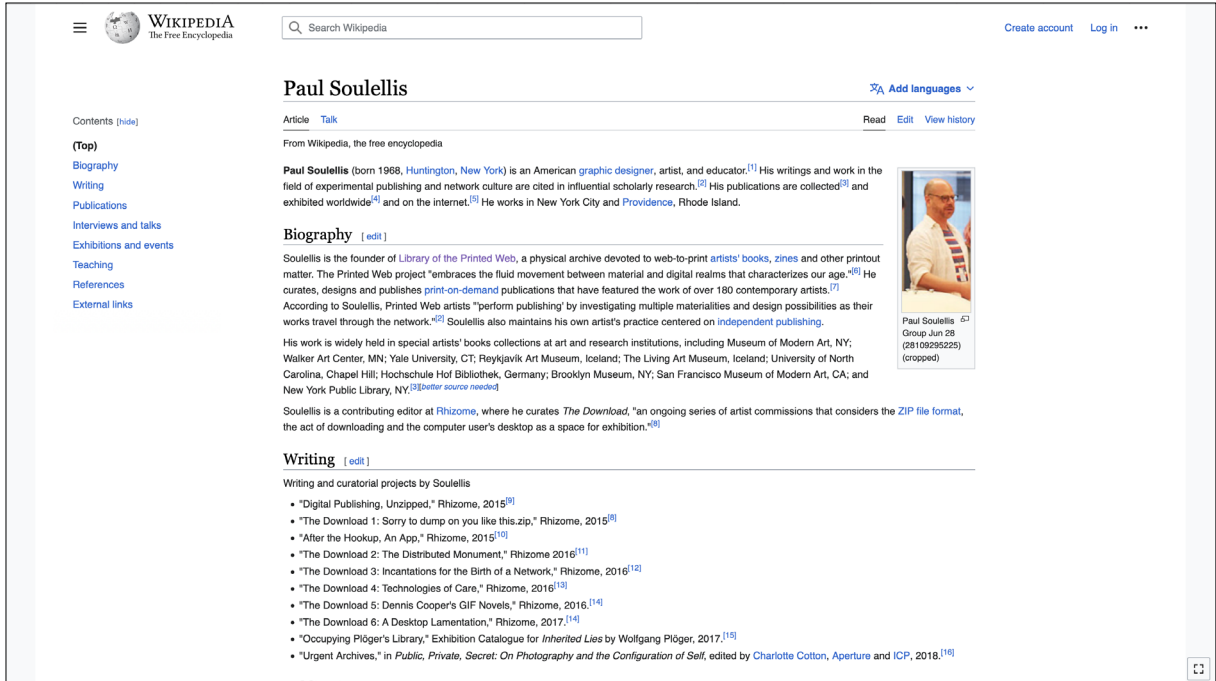 WIKIPEDIA
The Free Encyclopedia
Search Wikipedia
Create account Log in •••
Paul Soulellis
Add languages
Contents [hide]
(Top)
Biography
Writing
Publications
Interviews and talks
Exhibitions and events
Teaching
References
External links
Article Talk
Read Edit View history
From Wikipedia, the free encyclopedia
Paul Soulellis (born 1968, Huntington, New York) is an American graphic designer, artist, and educator.[1] His writings and work in the
field of experimental publishing and network culture are cited in influential scholarly research.[2] His publications are collected[3] and
exhibited worldwide[4] and on the internet.[5] He works in New York City and Providence, Rhode Island.
Paul Soulellis
Group Jun 28
(28109295225)
(cropped)
Biography [ edit ]
Soulellis is the founder of Library of the Printed Web, a physical archive devoted to web-to-print artists' books, zines and other printout
matter. The Printed Web project "embraces the fluid movement between material and digital realms that characterizes our age."[6] He
curates, designs and publishes print-on-demand publications that have featured the work of over 180 contemporary artists.[7]
According to Soulellis, Printed Web artists "'perform publishing' by investigating multiple materialities and design possibilities as their
works travel through the network."[2] Soulellis also maintains his own artist's practice centered on independent publishing.
His work is widely held in special artists' books collections at art and research institutions, including Museum of Modern Art, NY;
Walker Art Center, MN; Yale University, CT; Reykjavik Art Museum, Iceland; The Living Art Museum, Iceland; University of North
Carolina, Chapel Hill; Hochschule Hof Bibliothek, Germany; Brooklyn Museum, NY; San Francisco Museum of Modern Art, CA; and
New York Public Library, NY.[3][better source needed]
Soulellis is a contributing editor at Rhizome, where he curates The Download, "an ongoing series of artist commissions that considers the ZIP file format,
the act of downloading and the computer user's desktop as a space for exhibition."[8]
Writing [ edit ]
Writing and curatorial projects by Soulellis
• "Digital Publishing, Unzipped," Rhizome, 2015[9]
• "The Download 1: Sorry to dump on you like this.zip," Rhizome, 2015[8]
• "After the Hookup, An App," Rhizome, 2015[10]
• "The Download 2: The Distributed Monument," Rhizome 2016[11]
• "The Download 3: Incantations for the Birth of a Network," Rhizome, 2016[12]
• "The Download 4: Technologies of Care," Rhizome, 2016[13]
• "The Download 5: Dennis Cooper's GIF Novels," Rhizome, 2016.[14]
• "The Download 6: A Desktop Lamentation," Rhizome, 2017.[14]
• "Occupying Plöger's Library," Exhibition Catalogue for Inherited Lies by Wolfgang Plöger, 2017.[15]
• "Urgent Archives," in Public, Private, Secret: On Photography and the Configuration of Self, edited by Charlotte Cotton, Aperture and ICP, 2018.[16]